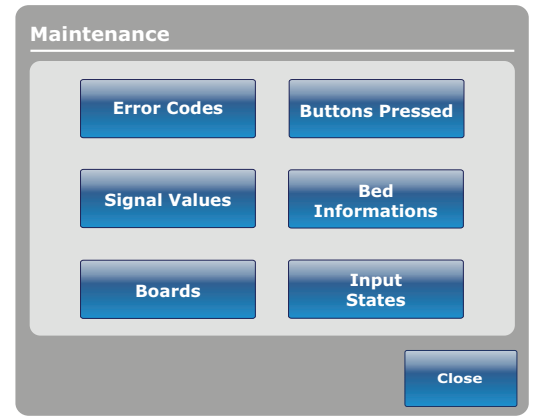 Maintenance
Error Codes
Buttons Pressed
Signal Values
Bed
Informations
Boards
Input
States
Close